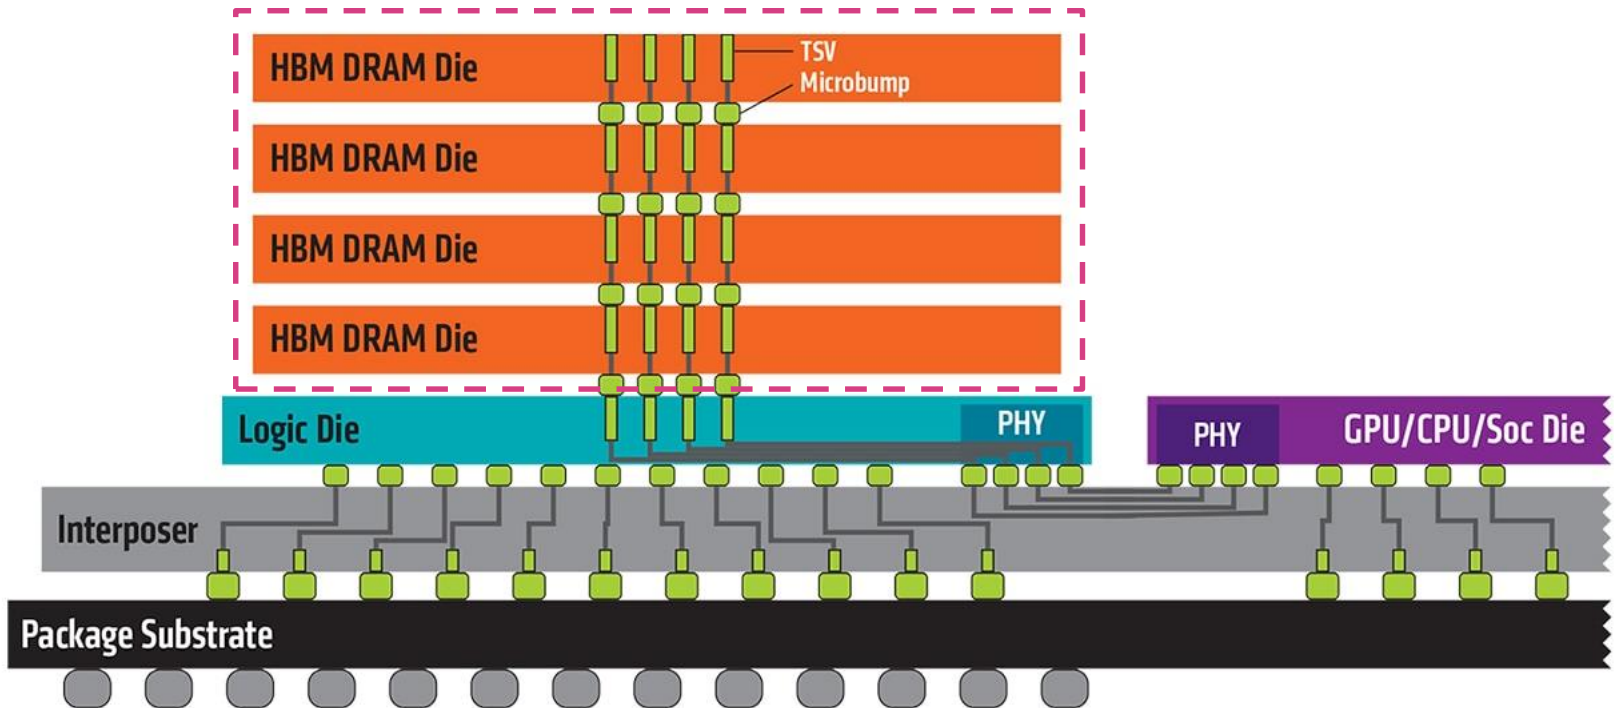 HBM DRAM Die
TSV
Microbump
HBM DRAM Die
HBM DRAM Die
HBM DRAM Die
Logic Die
PHY
PHY
GPU/CPU/Soc Die
Interposer
Package Substrate